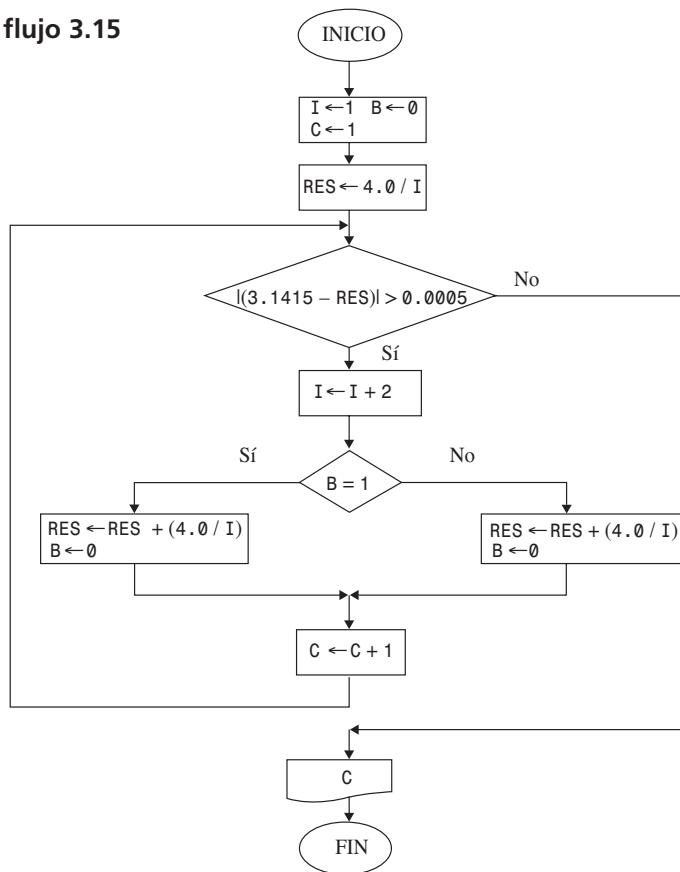 flujo 3.15
INICIO
I ← 1 B ← 0
C ← 1
RES ← 4.0 / I
|(3.1415 – RES)| > 0.0005
No
Sí
I ← I + 2
Sí
No
B = 1
RES ← RES + (4.0 / I)
B ← 0
RES ← RES + (4.0 / I)
B ← 0
C ← C + 1
C
FIN